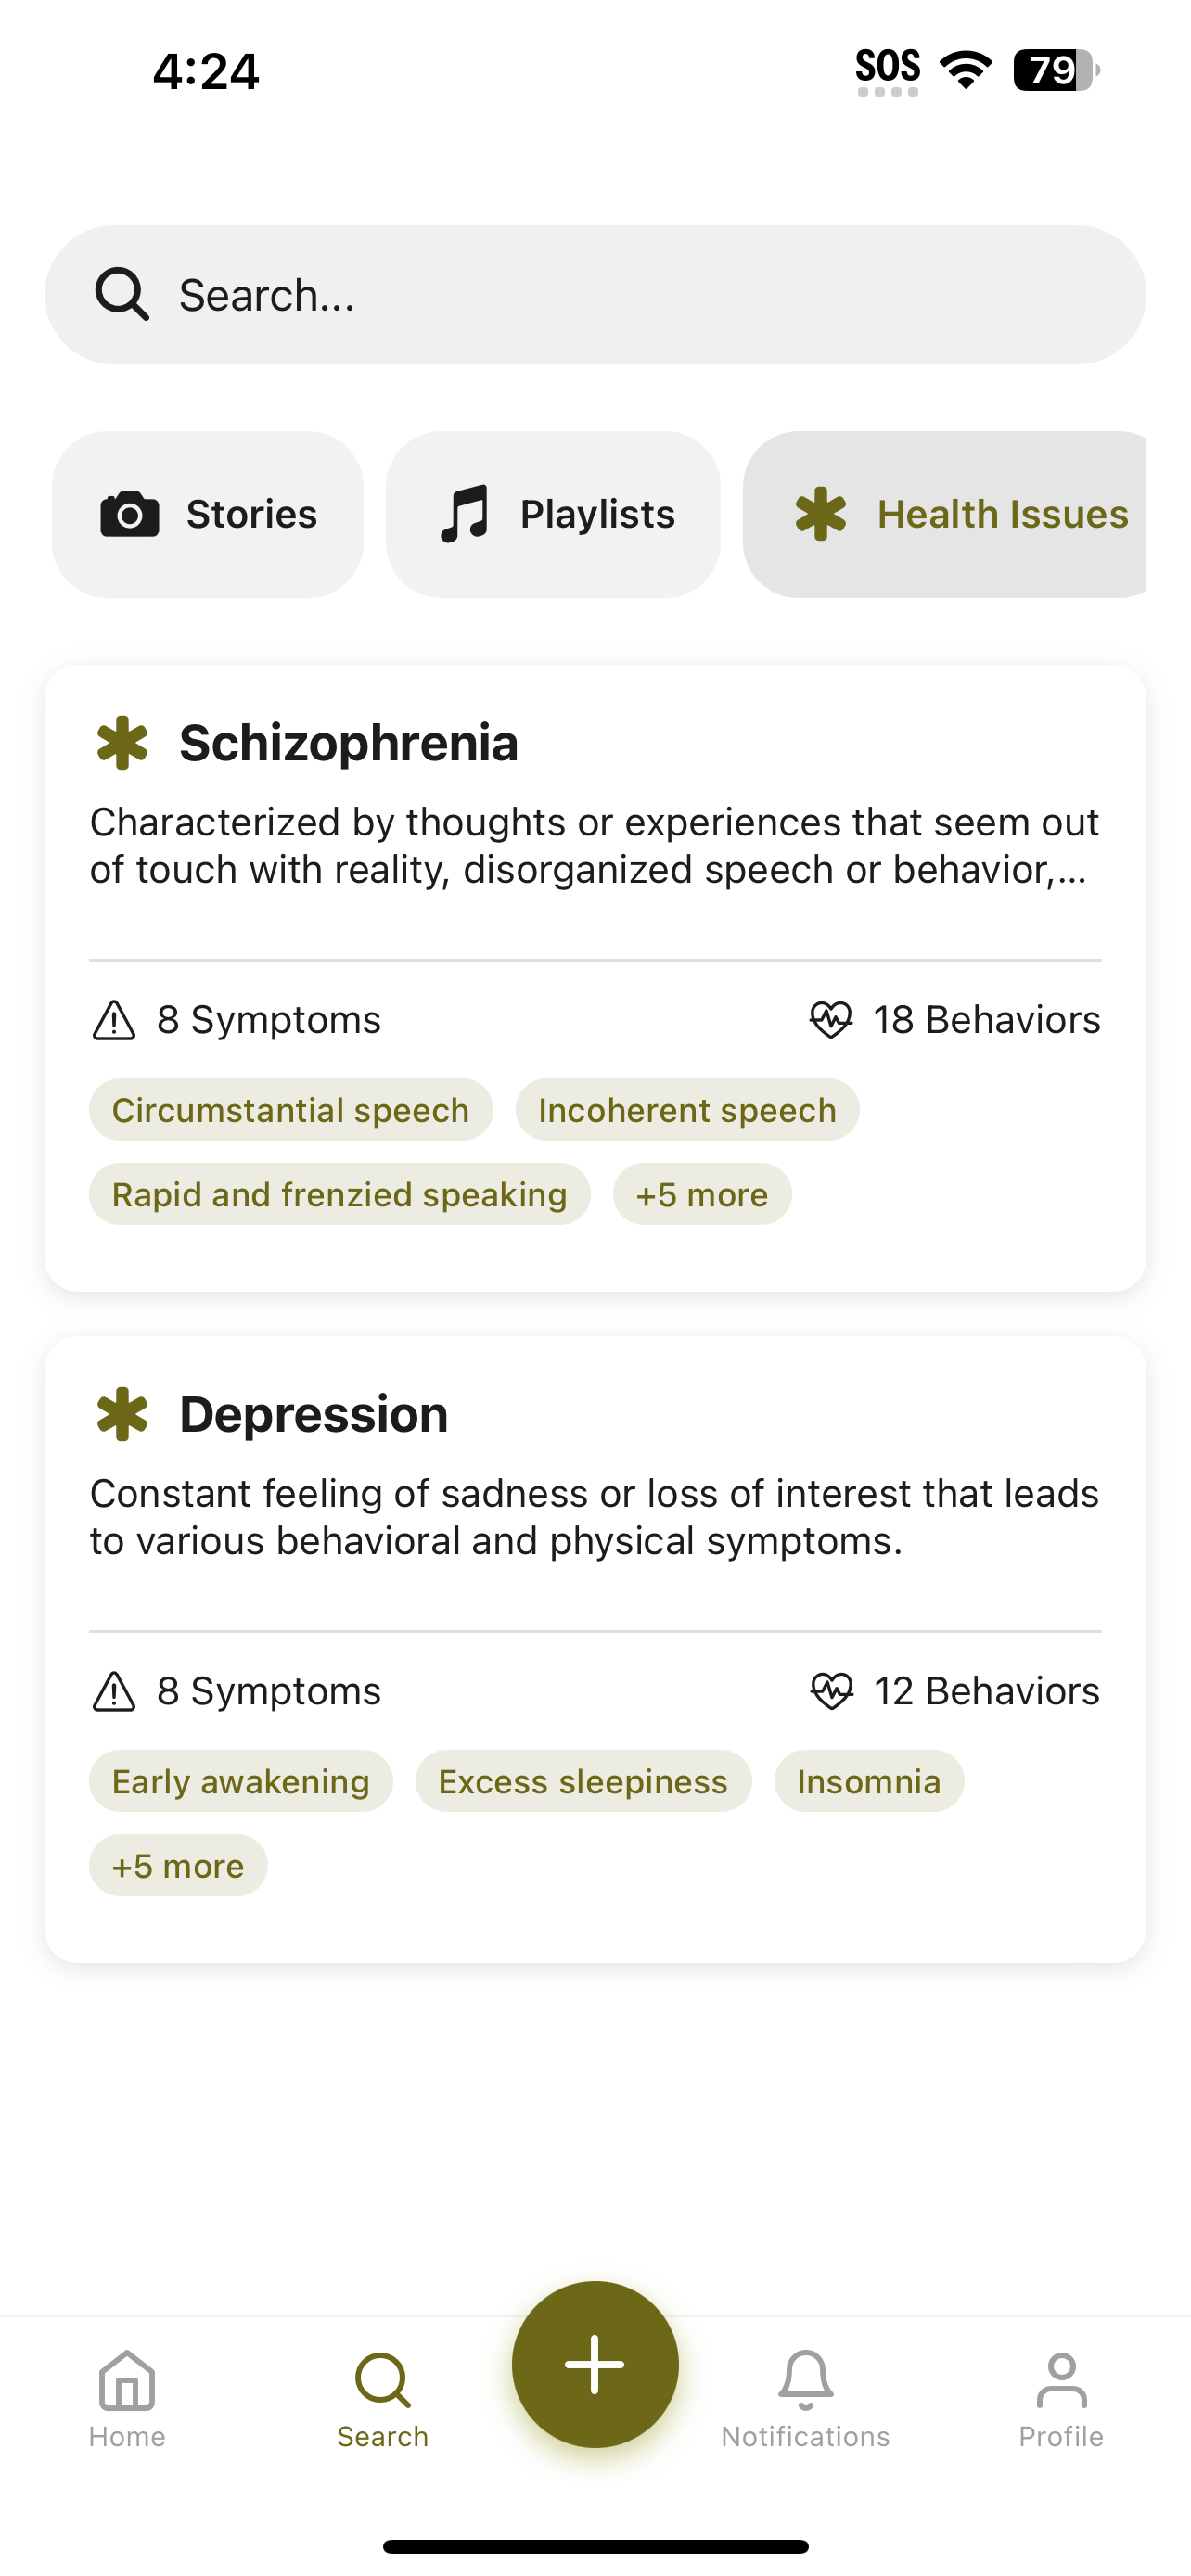 4:24
SOS
79
Search...
Stories
Playlists
Health Issues
Schizophrenia
Characterized by thoughts or experiences that seem out
of touch with reality, disorganized speech or behavior,...
8 Symptoms
18 Behaviors
Circumstantial speech
Incoherent speech
Rapid and frenzied speaking
+5 more
Depression
Constant feeling of sadness or loss of interest that leads
to various behavioral and physical symptoms.
8 Symptoms
12 Behaviors
Early awakening
Excess sleepiness
Insomnia
+5 more
Home
Search
Notifications
Profile